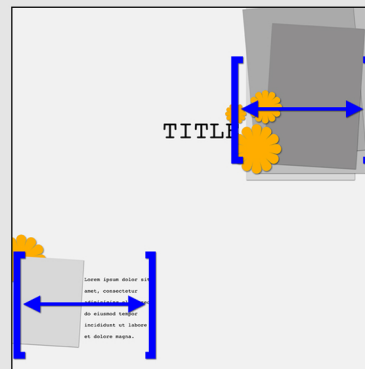 TITLE
Lorem ipsum dolor sit
amet, consectetur
do eiusmod tempor
incididunt ut labore
et dolore magna.